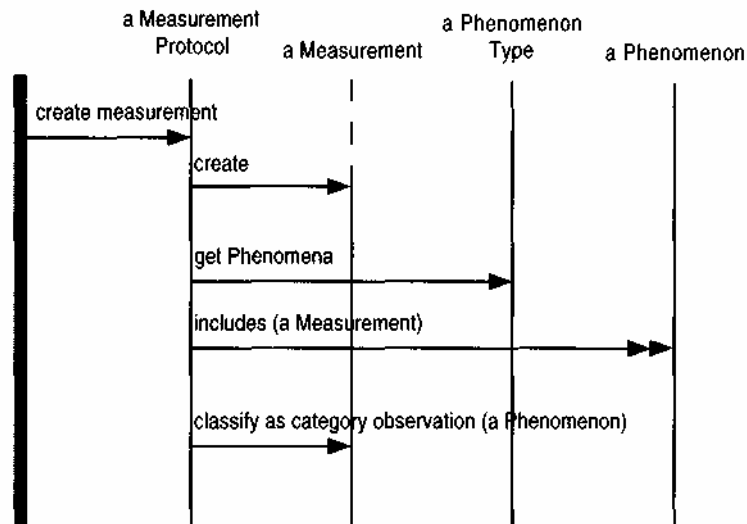 a Measurement
Protocol
a Measurement
a Phenomenon
Type
a Phenomenon
create measurement
create
get Phenomena
includes (a Measurement)
classify as category observation (a Phenomenon)